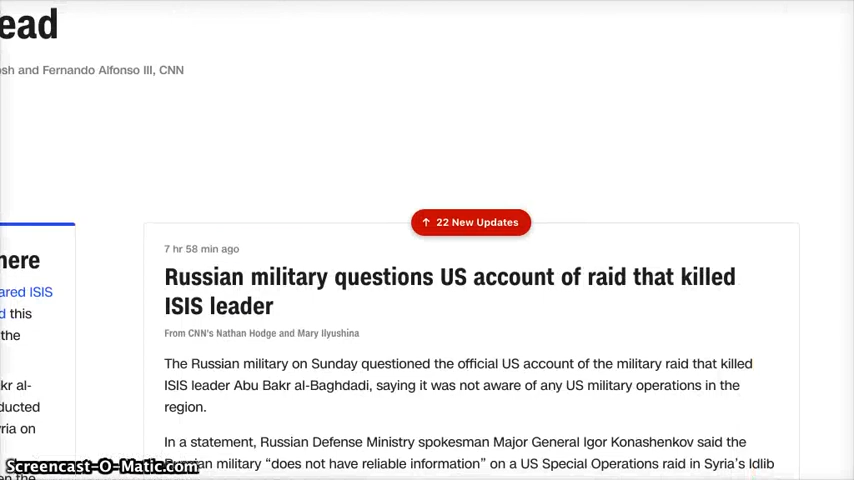 ead
osh and Fernando Alfonso III, CNN
↑ 22 New Updates
here
ared ISIS
d this
the
kr al-
ducted
ria on
7 hr 58 min ago
Russian military questions US account of raid that killed
ISIS leader
From CNN's Nathan Hodge and Mary Ilyushina
The Russian military on Sunday questioned the official US account of the military raid that killed
ISIS leader Abu Bakr al-Baghdadi, saying it was not aware of any US military operations in the
region.
In a statement, Russian Defense Ministry spokesman Major General Igor Konashenkov said the
Russian military “does not have reliable information” on a US Special Operations raid in Syria’s Idlib
Screencast-O-Matic.com